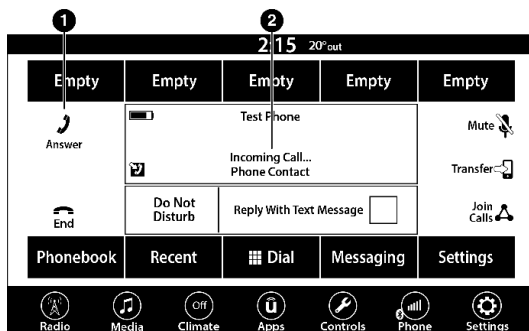 1 2
2:15 20°out
Empty Empty Empty Empty Empty
Test Phone
Answer
Mute
Incoming Call...
Phone Contact
Transfer
End
Do Not
Disturb
Reply With Text Message
Join
Calls
Phonebook Recent Dial Messaging Settings
Off
Radio Media Climate Apps Controls Phone Settings